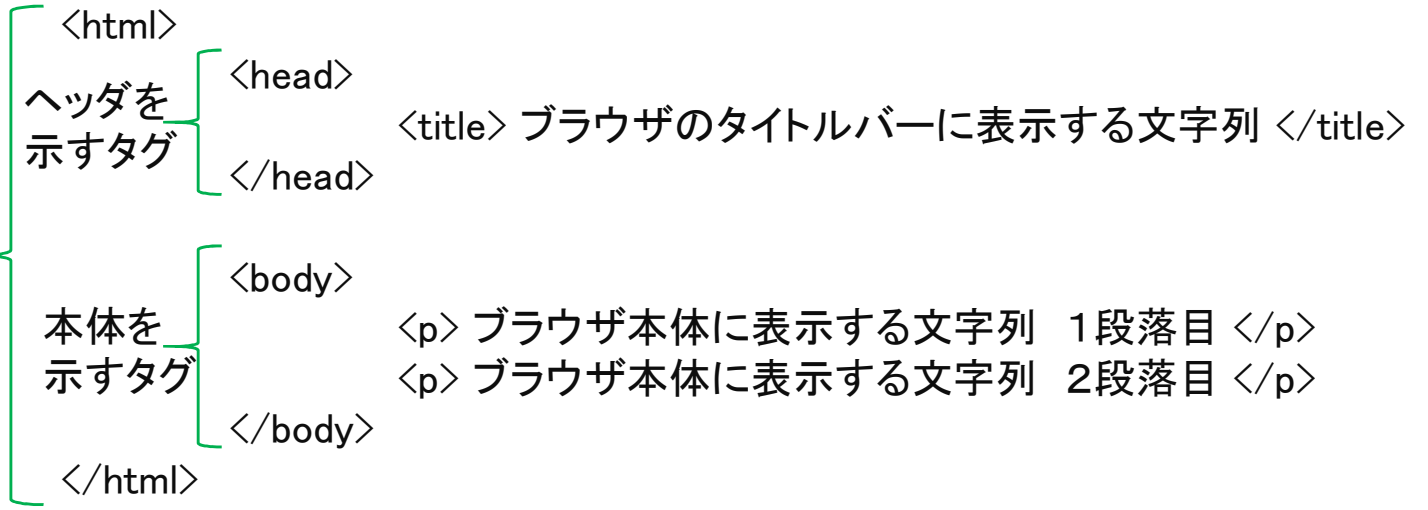 <html>
<head>
ヘッダを
示すタグ
<title> ブラウザのタイトルバーに表示する文字列 </title>
</head>
<body>
本体を
示すタグ
<p> ブラウザ本体に表示する文字列　１段落目 </p>
<p> ブラウザ本体に表示する文字列　２段落目 </p>
</body>
</html>